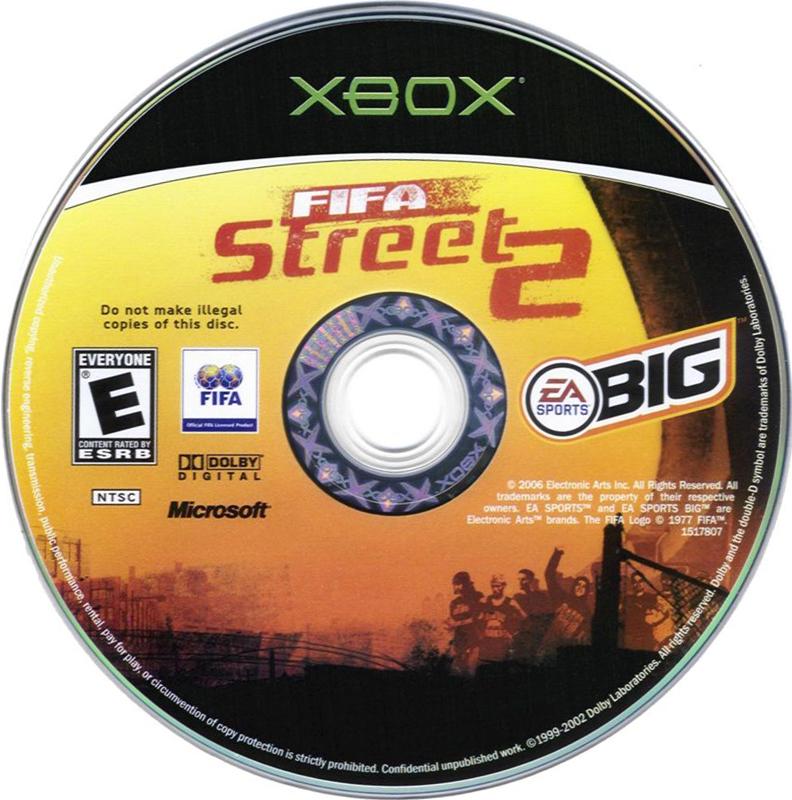 XBOX
FIFA
Street 2
Do not make illegal
copies of this disc.
EVERYONE
E
CONTENT RATED BY
ESRB
FIFA
Official FIFA Licensed Product
DOLBY
DIGITAL
NTSC
Microsoft
EA
SPORTS
BIG™
XBOX
© 2006 Electronic Arts Inc. All Rights Reserved. All
trademarks are the property of their respective
owners. EA SPORTS™ and EA SPORTS BIG™ are
Electronic Arts™ brands. The FIFA Logo © 1977 FIFA™.
1517807
Unauthorized copying, reverse engineering, transmission, public performance, rental, pay for play, or circumvention of copy protection is strictly prohibited. Confidential unpublished work. ©1999-2002 Dolby Laboratories. All rights reserved. Dolby and the double-D symbol are trademarks of Dolby Laboratories.